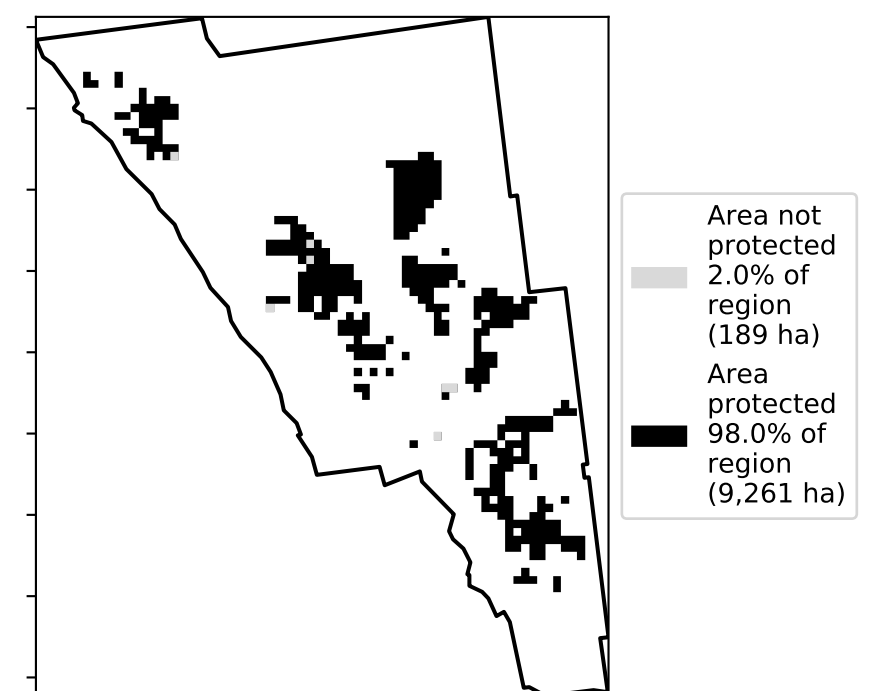 Area not
protected
2.0% of
region
(189 ha)
Area
protected
98.0% of
region
(9,261 ha)